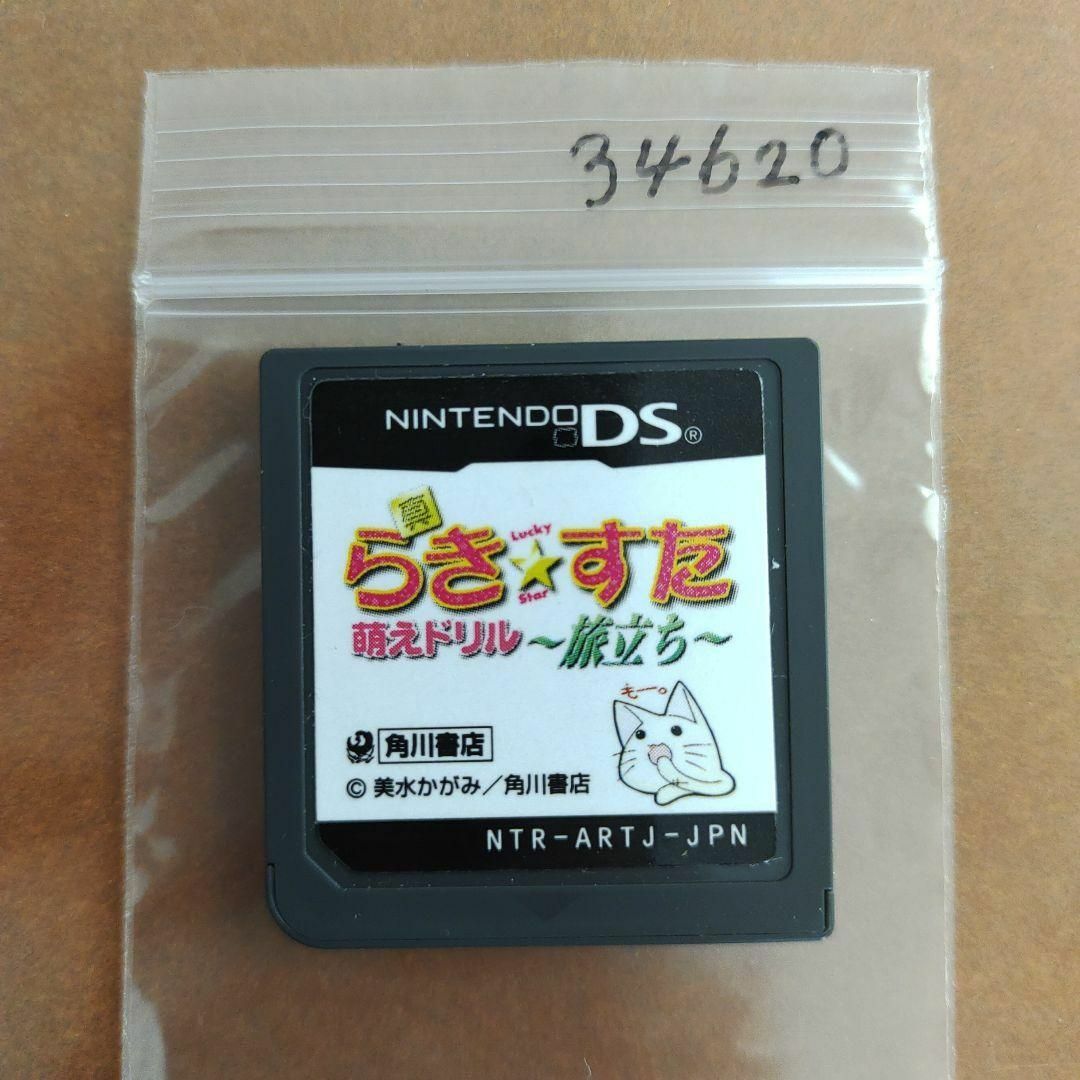 34620
NINTENDO DS®
真
らき☆すた
Lucky
Star
萌えドリル ～旅立ち～
もー。
角川書店
© 美水かがみ／角川書店
NTR-ARTJ-JPN